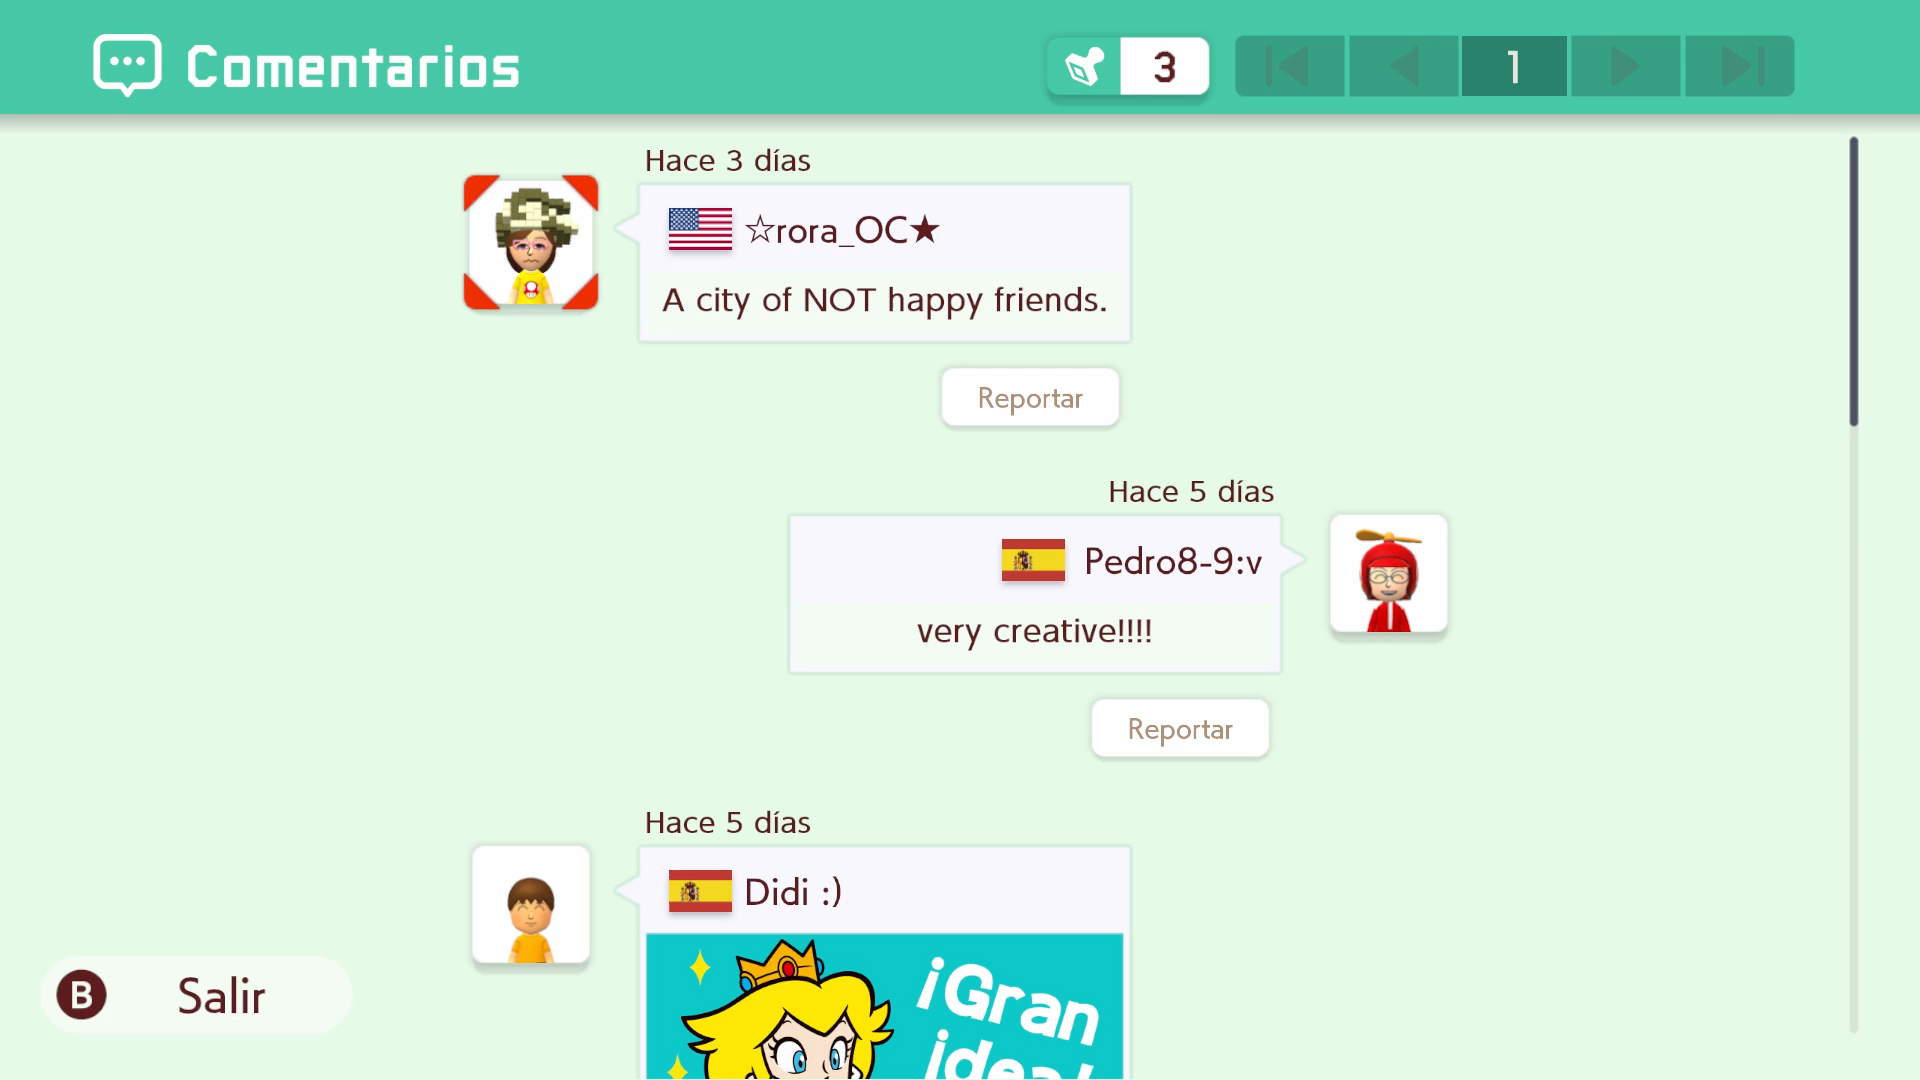 Comentarios
3
1
Hace 3 días
☆rora_OC★
A city of NOT happy friends.
Reportar
Hace 5 días
Pedro8-9:v
very creative!!!!
Reportar
Hace 5 días
Didi :)
¡Gran
idea!
B Salir